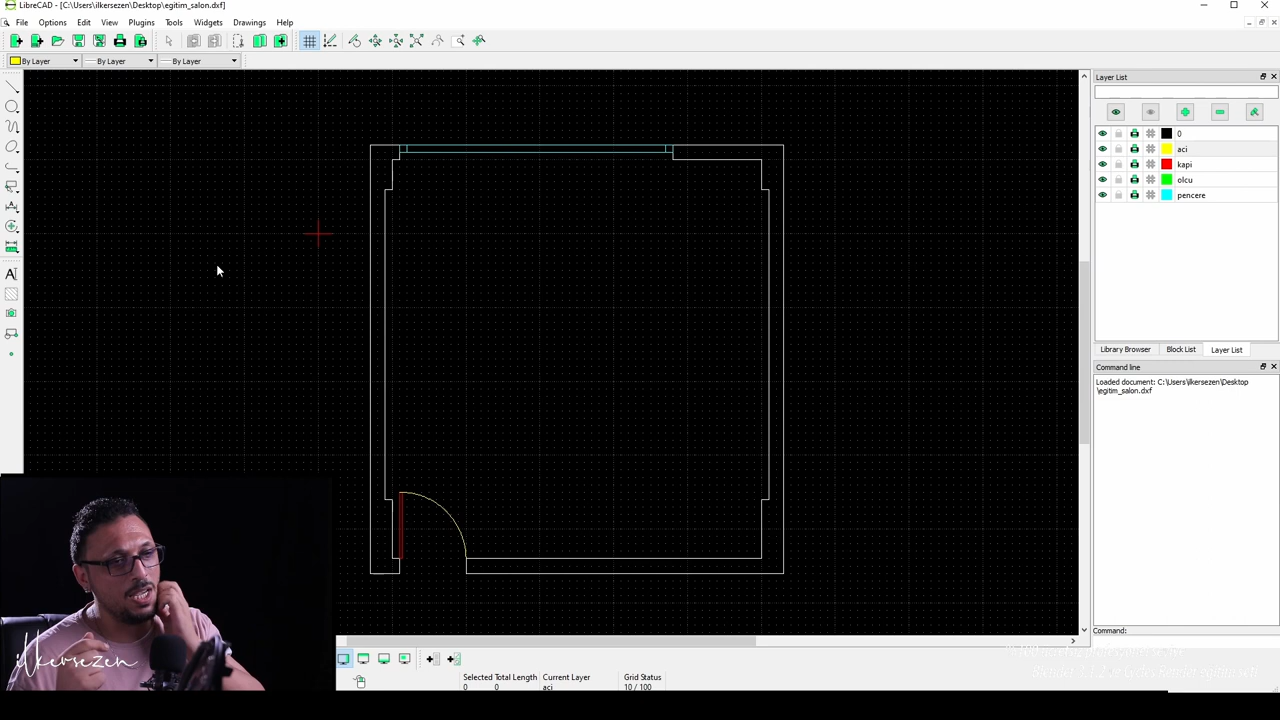 LibreCAD - [C:\Users\ilkersezen\Desktop\egitim_salon.dxf]
File Options Edit View Plugins Tools Widgets Drawings Help
By Layer By Layer By Layer
Layer List
0
aci
kapi
olcu
pencere
Library Browser Block List Layer List
Command line
Loaded document: C:\Users\ilkersezen\Desktop
\egitim_salon.dxf
Command:
ilkersezen
Selected Total Length Current Layer Grid Status
0 0 aci 10 / 100